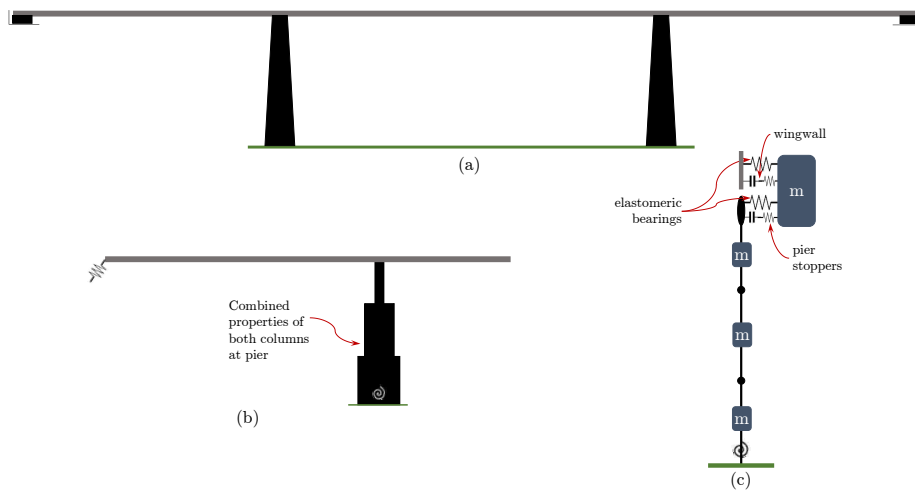 (a)
wingwall
m
elastomeric
bearings
m
pier
stoppers
Combined
properties of
both columns
at pier
m
(b)
m
(c)